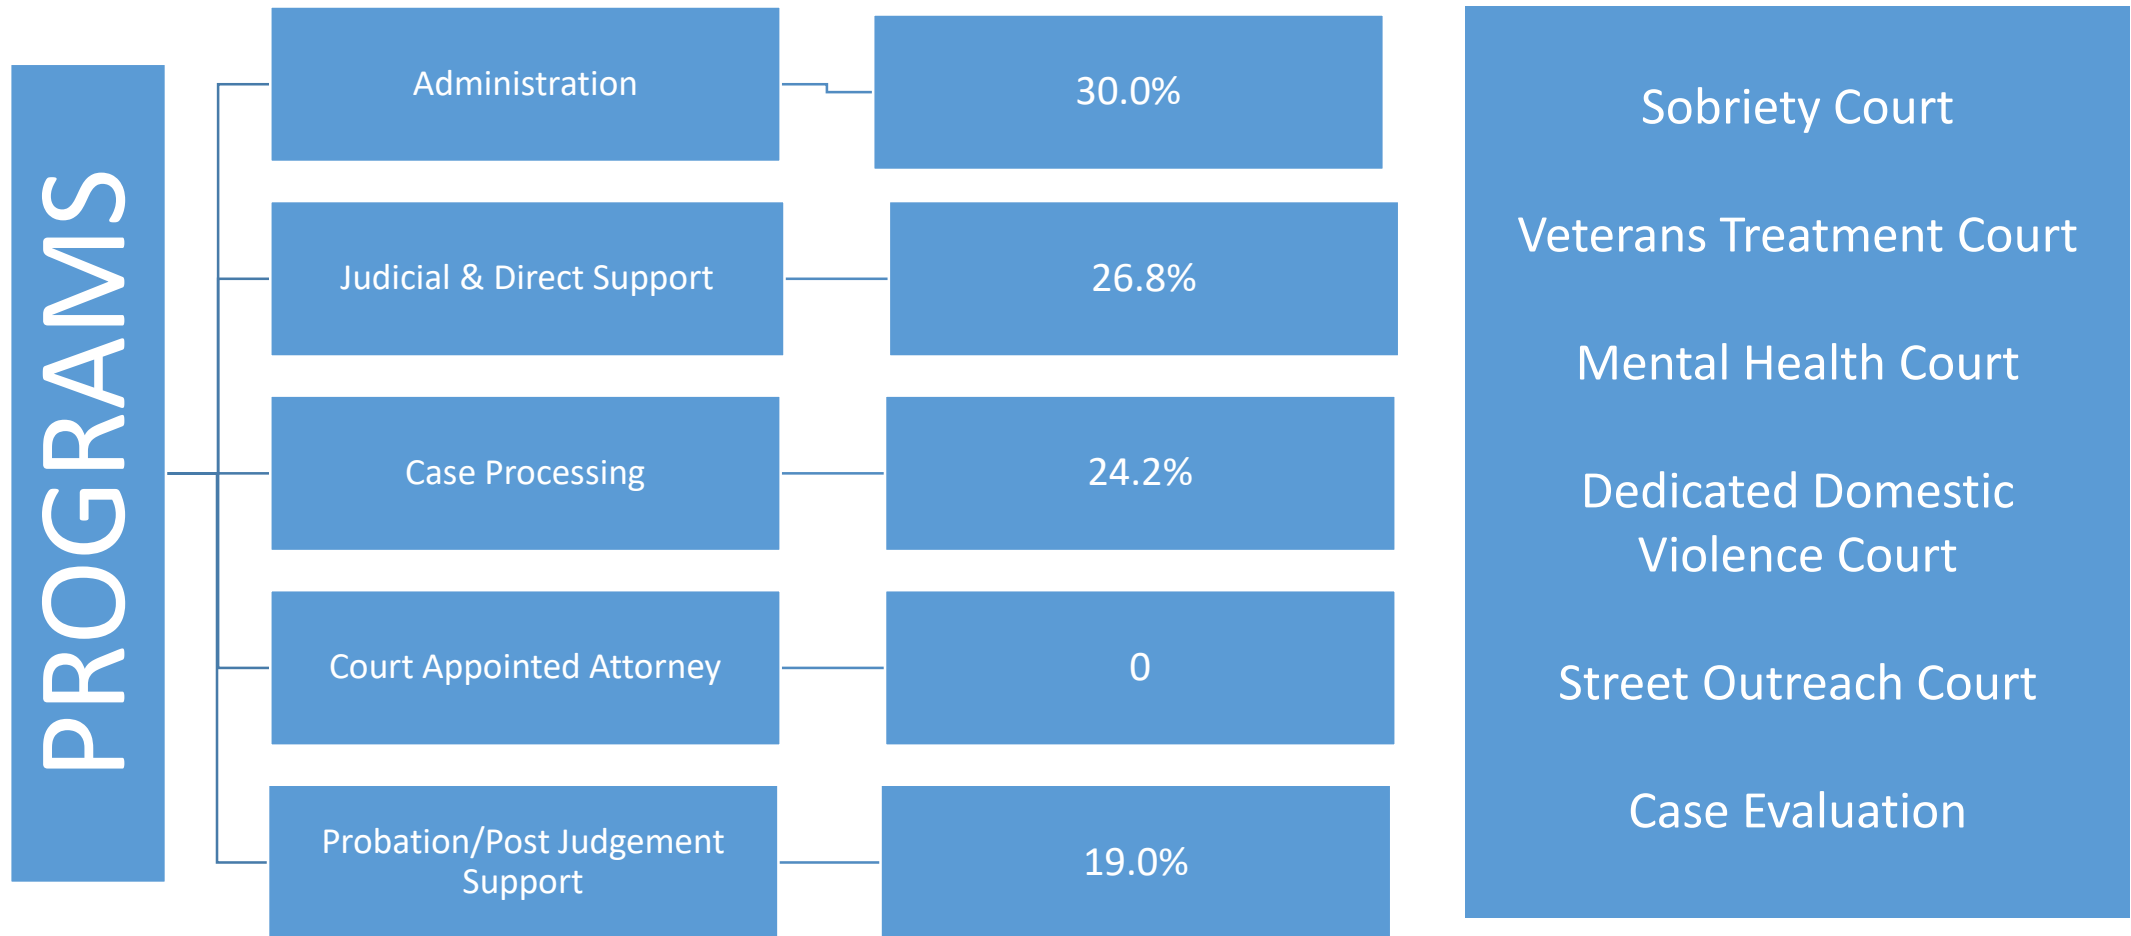 PROGRAMS
Administration
30.0%
Judicial & Direct Support
26.8%
Case Processing
24.2%
Court Appointed Attorney
0
Probation/Post Judgement
Support
19.0%
Sobriety Court
Veterans Treatment Court
Mental Health Court
Dedicated Domestic
Violence Court
Street Outreach Court
Case Evaluation